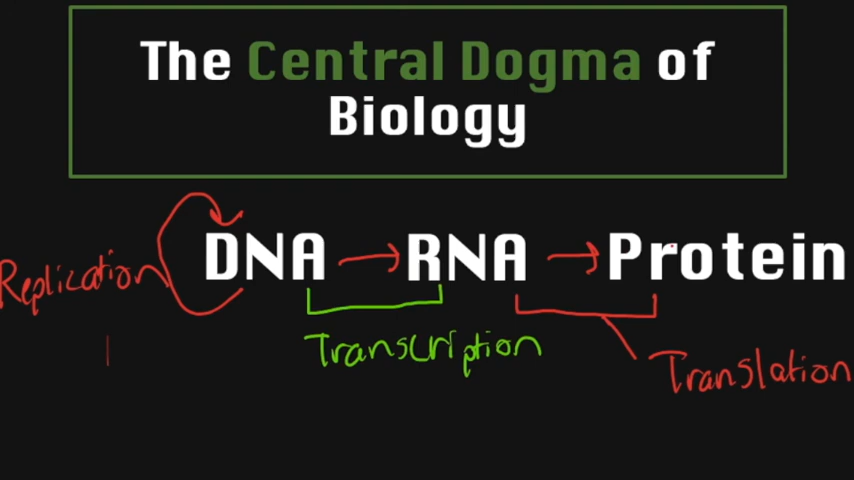 The Central Dogma of
Biology
Replication
DNA → RNA → Protein
Transcription
Translation